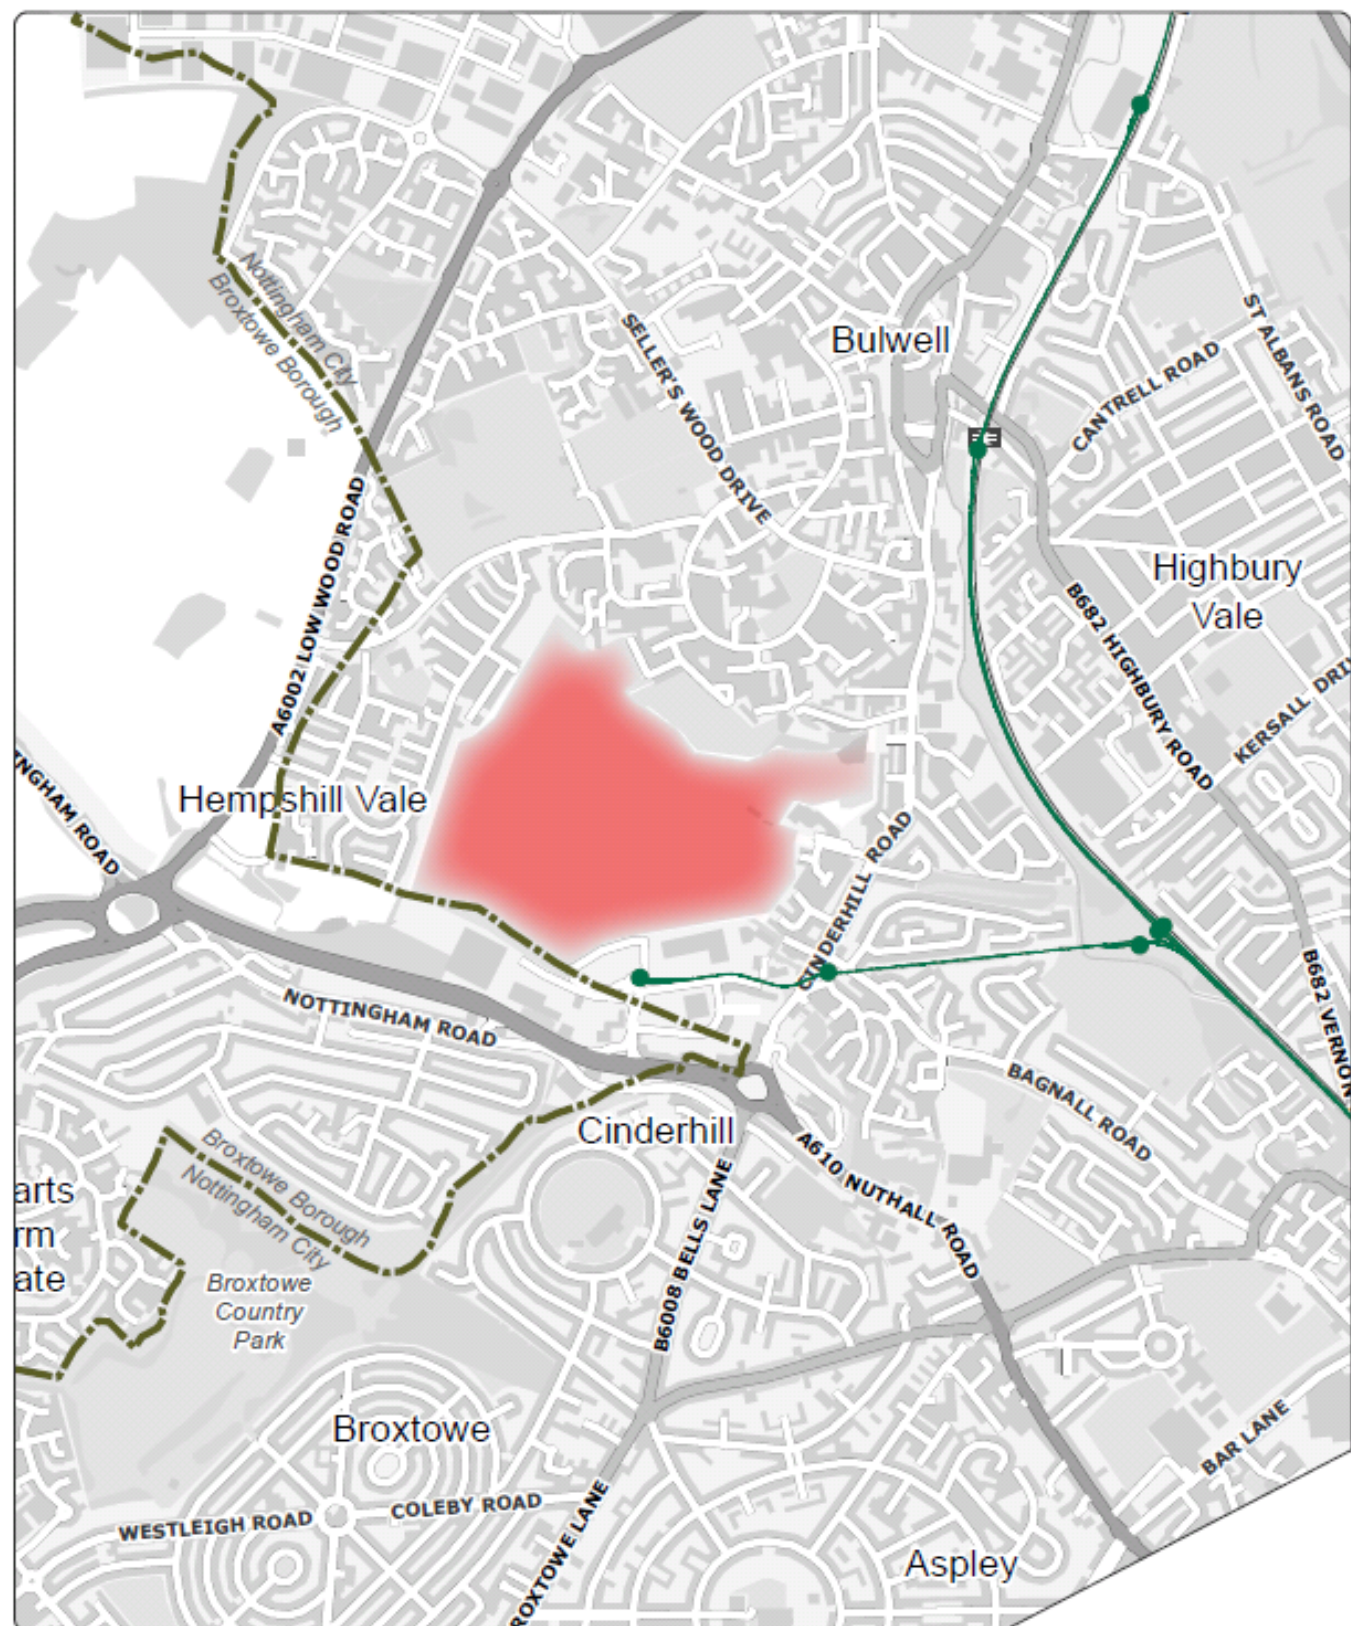 Nottingham City
Broxtowe Borough
SELLER'S WOOD DRIVE
Bulwell
ST ALBANS ROAD
CANTRELL ROAD
A6002 LOW WOOD ROAD
Highbury
Vale
B682 HIGHBURY ROAD
KERSALL DRIV
INGHAM ROAD
Hempshill Vale
CINDERHILL ROAD
B682 VERNON
NOTTINGHAM ROAD
BAGNALL ROAD
Cinderhill
A610 NUTHALL ROAD
Broxtowe Borough
Nottingham City
arts
rm
ate
Broxtowe
Country
Park
B6008 BELLS LANE
Broxtowe
BAR LANE
WESTLEIGH ROAD
COLEBY ROAD
ROXTOWE LANE
Aspley